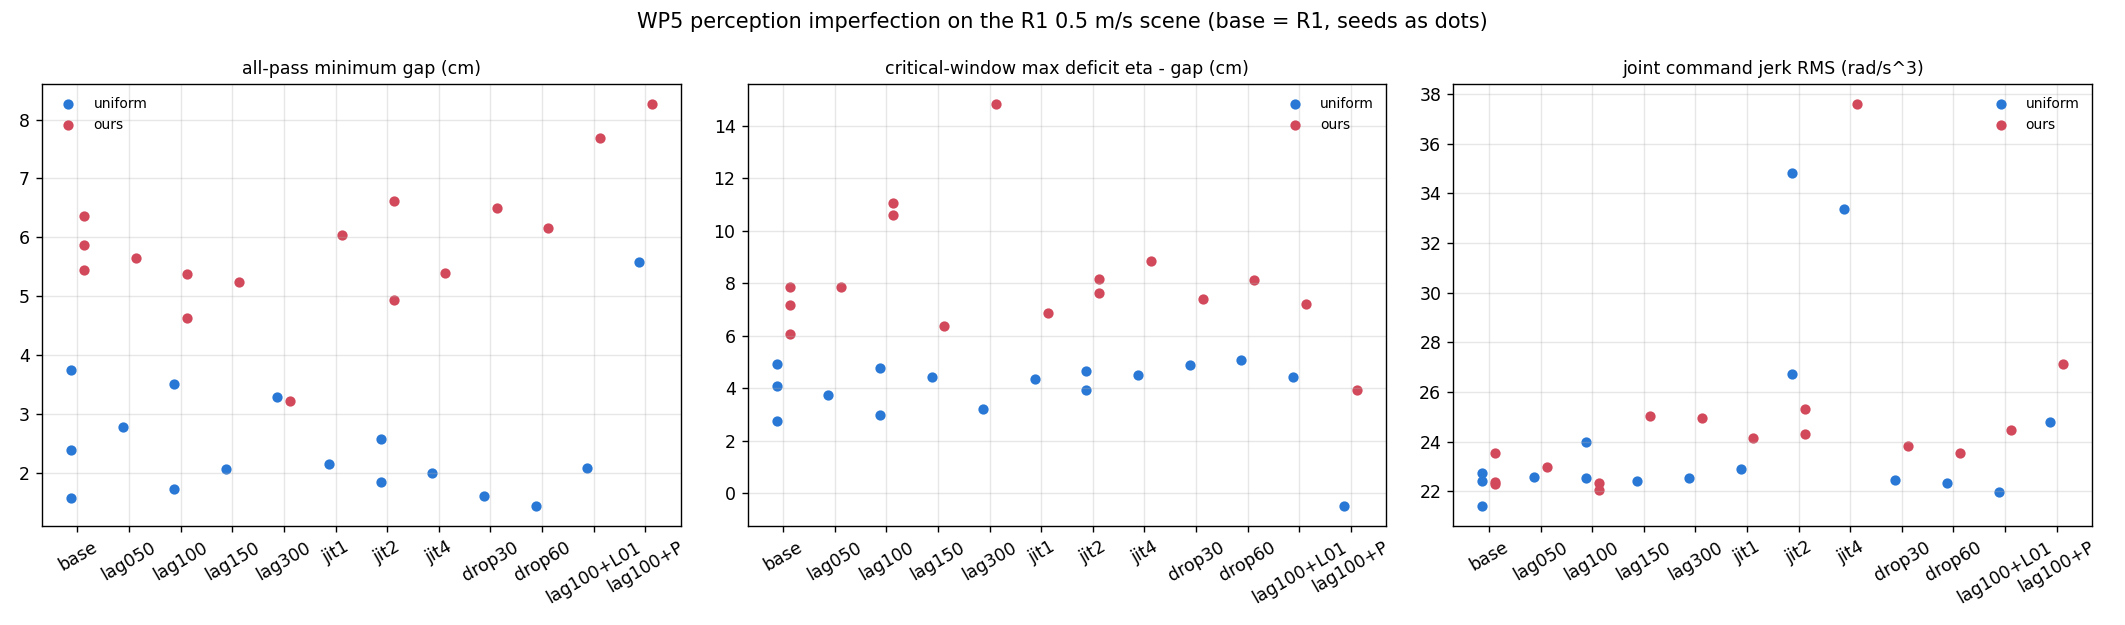 WP5 perception imperfection on the R1 0.5 m/s scene (base = R1, seeds as dots)
all-pass minimum gap (cm)
uniform
ours
8
7
6
5
4
3
2
base
lag050
lag100
lag150
lag300
jit1
jit2
jit4
drop30
drop60
lag100+L01
lag100+P
critical-window max deficit eta - gap (cm)
uniform
ours
14
12
10
8
6
4
2
0
base
lag050
lag100
lag150
lag300
jit1
jit2
jit4
drop30
drop60
lag100+L01
lag100+P
joint command jerk RMS (rad/s^3)
uniform
ours
38
36
34
32
30
28
26
24
22
base
lag050
lag100
lag150
lag300
jit1
jit2
jit4
drop30
drop60
lag100+L01
lag100+P